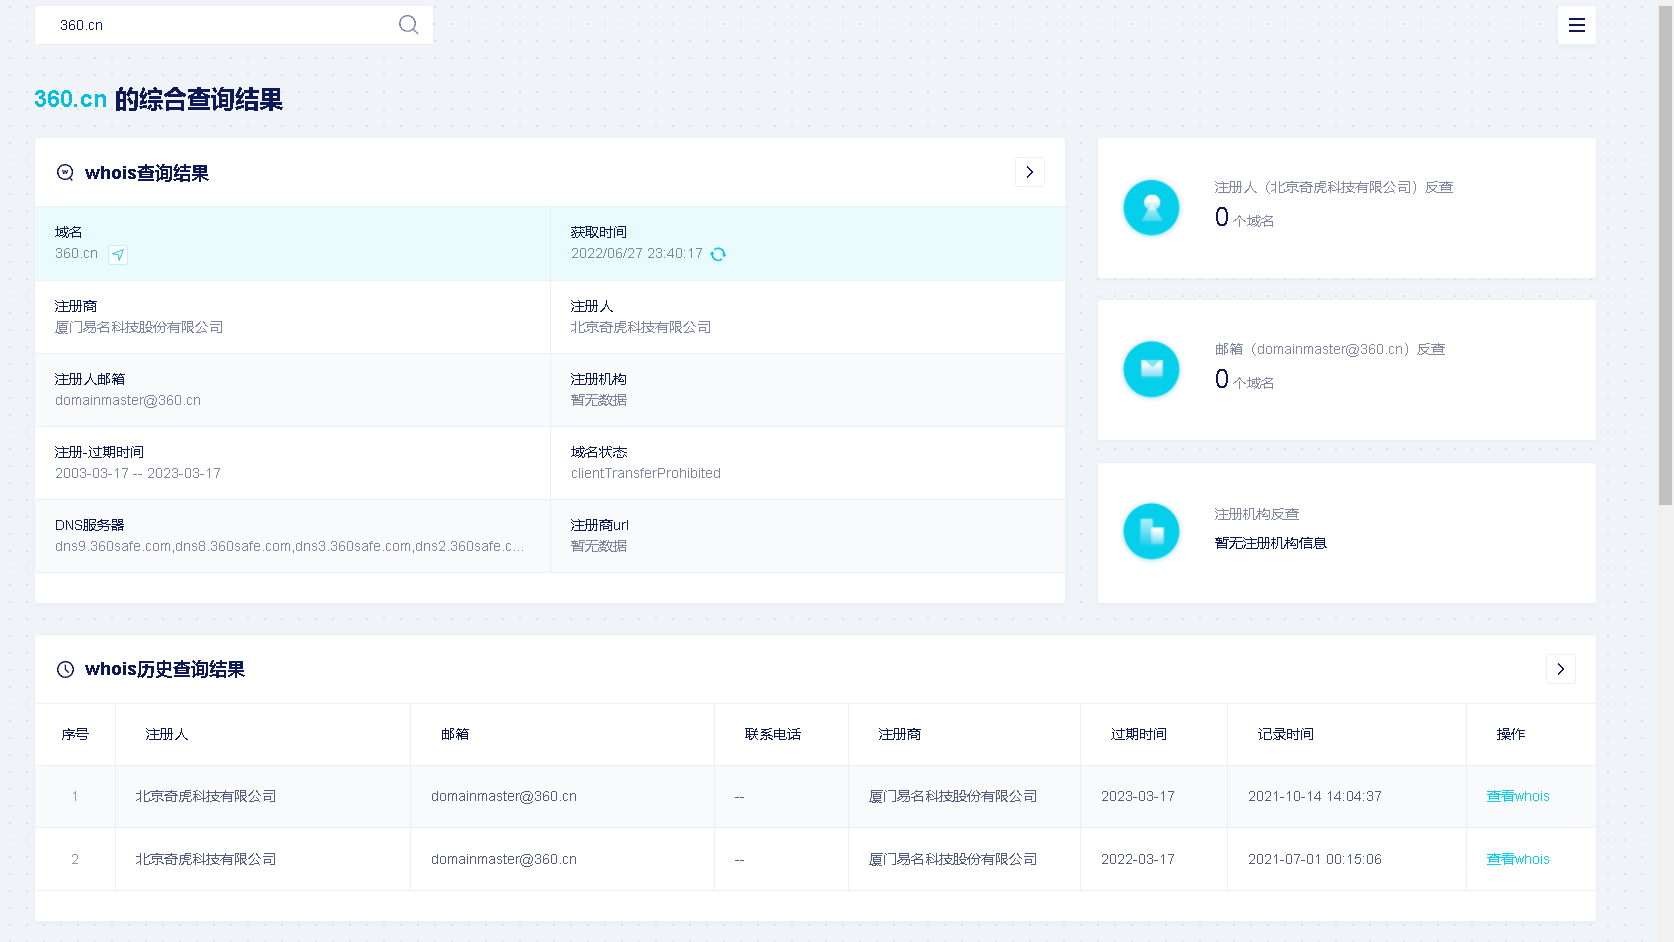 360.cn
360.cn 的综合查询结果
whois查询结果
域名
360.cn
获取时间
2022/06/27 23:40:17
注册商
厦门易名科技股份有限公司
注册人
北京奇虎科技有限公司
注册人邮箱
domainmaster@360.cn
注册机构
暂无数据
注册-过期时间
2003-03-17 -- 2023-03-17
域名状态
clientTransferProhibited
DNS服务器
dns9.360safe.com,dns8.360safe.com,dns3.360safe.com,dns2.360safe.c...
注册商url
暂无数据
注册人（北京奇虎科技有限公司）反查
0 个域名
邮箱（domainmaster@360.cn）反查
0 个域名
注册机构反查
暂无注册机构信息
whois历史查询结果
序号 注册人 邮箱 联系电话 注册商 过期时间 记录时间 操作
1 北京奇虎科技有限公司 domainmaster@360.cn -- 厦门易名科技股份有限公司 2023-03-17 2021-10-14 14:04:37 查看whois
2 北京奇虎科技有限公司 domainmaster@360.cn -- 厦门易名科技股份有限公司 2022-03-17 2021-07-01 00:15:06 查看whois